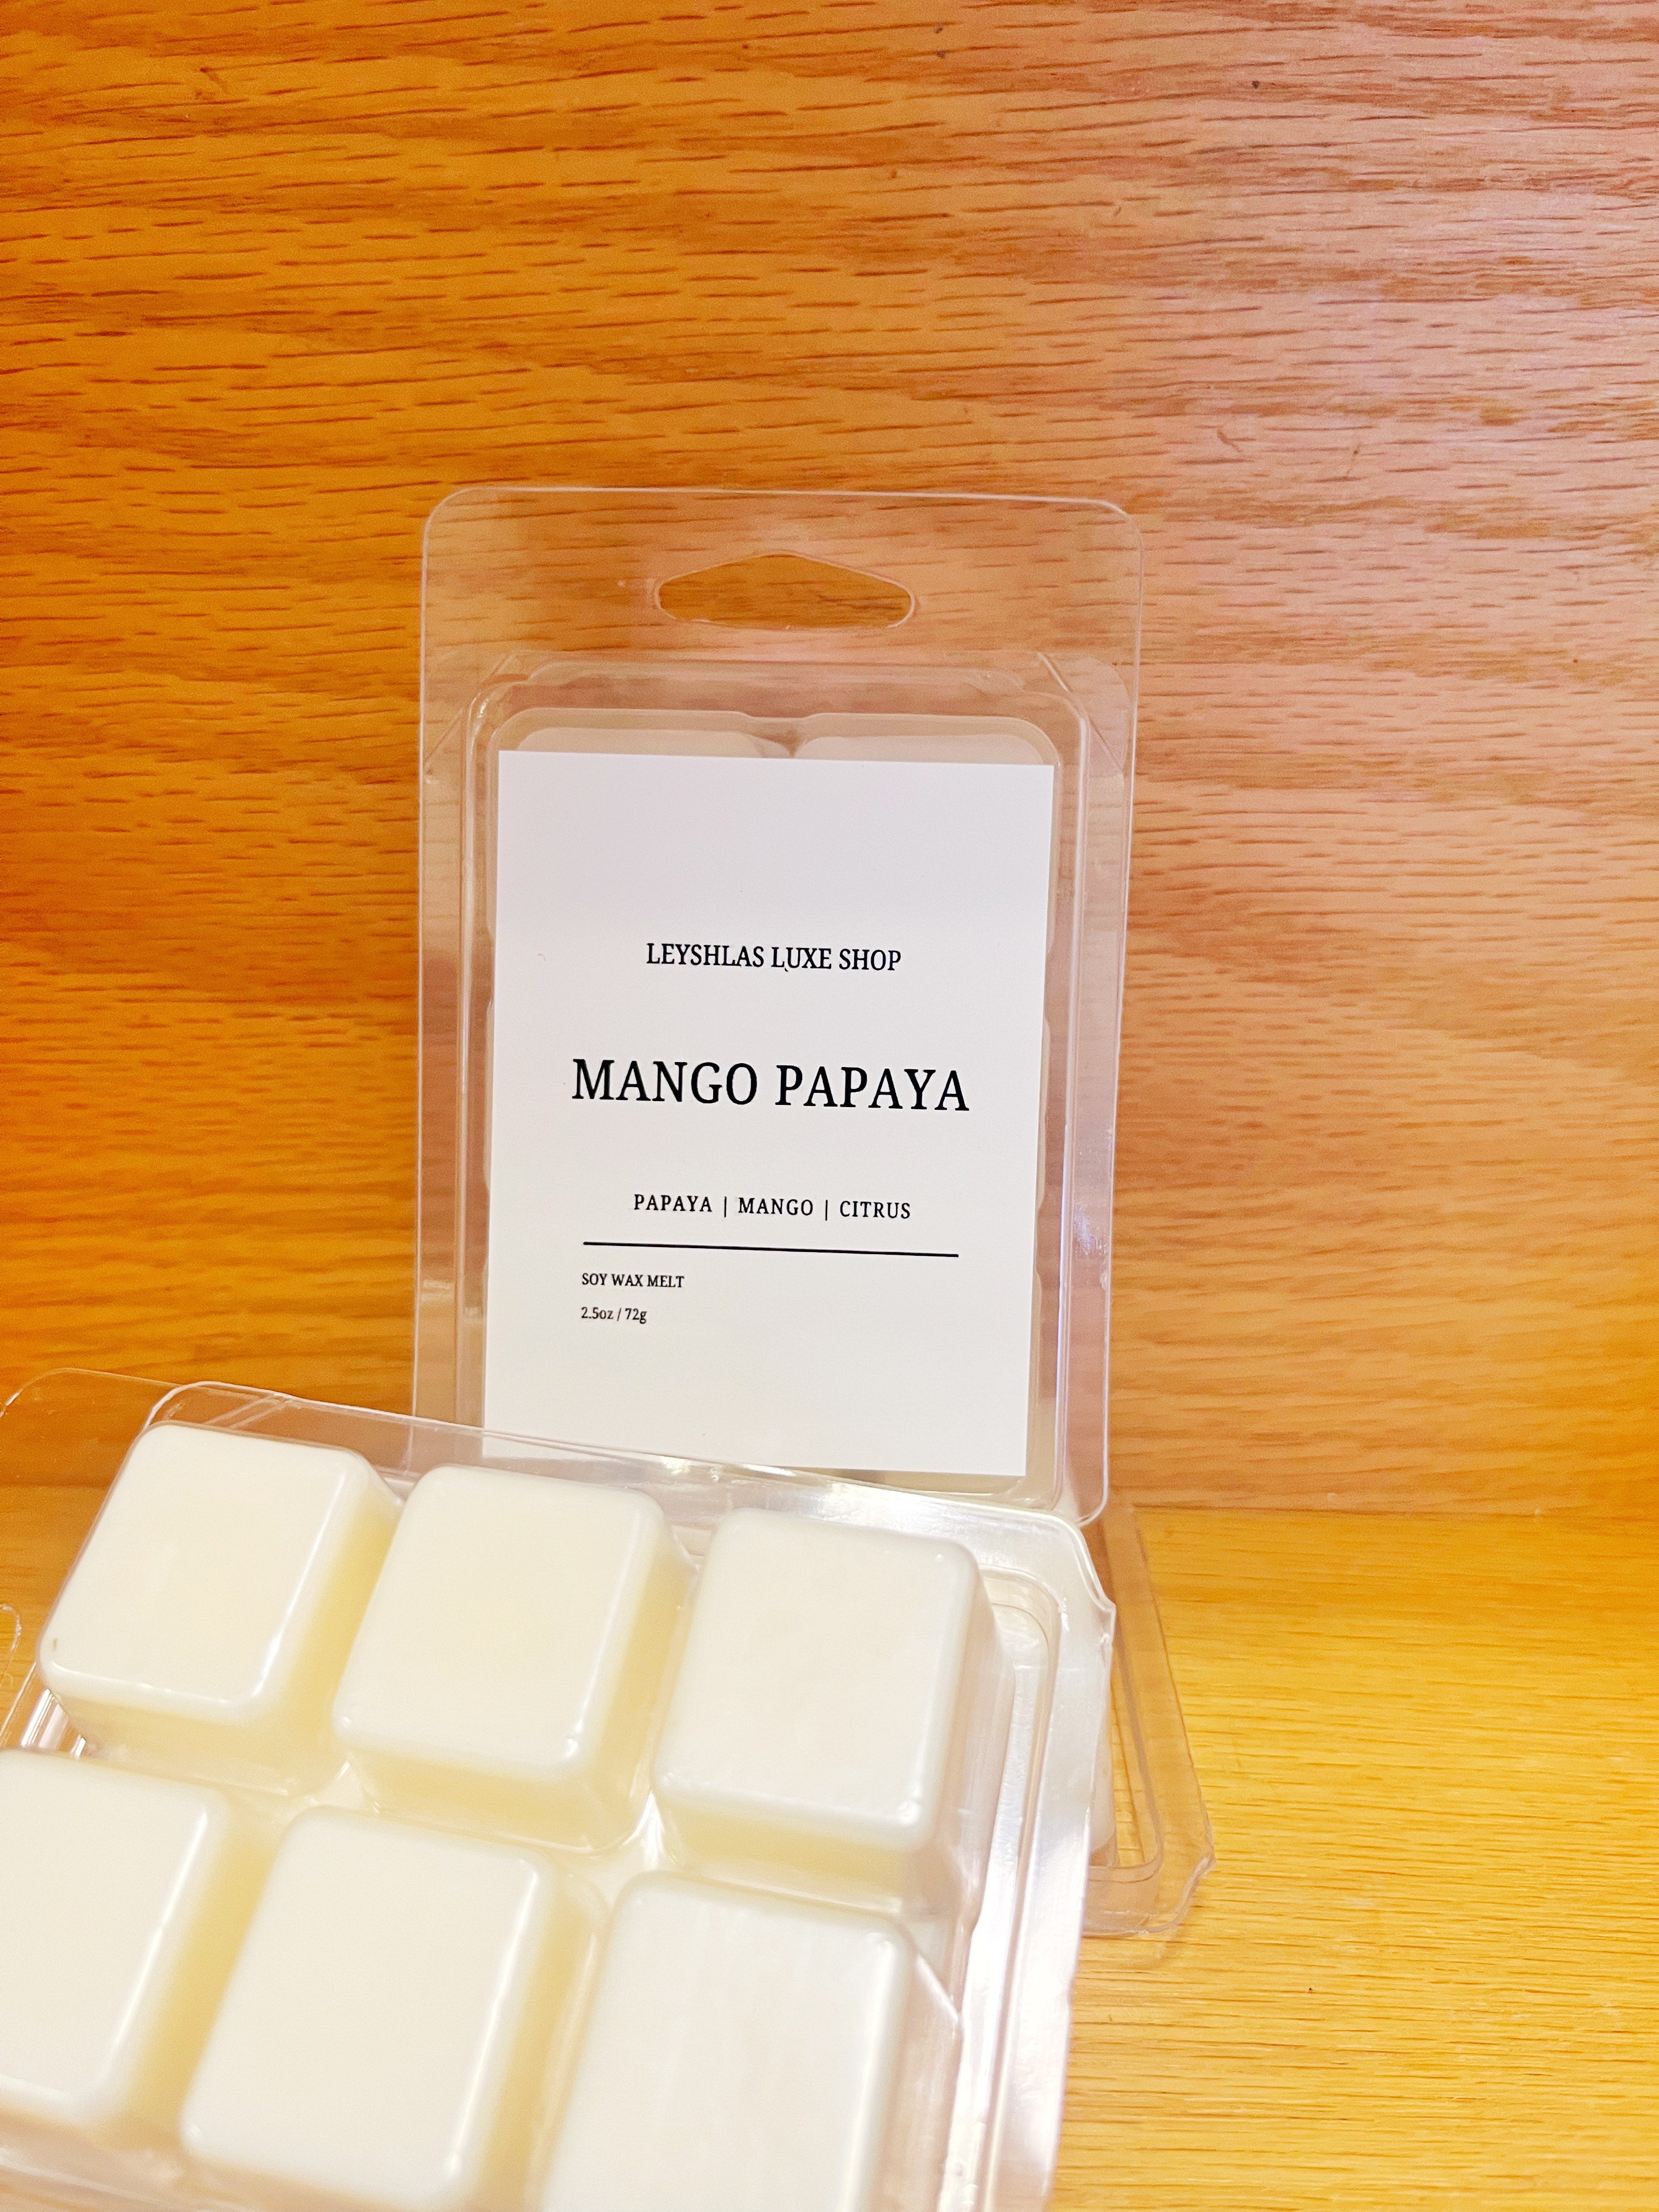 LEYSHLAS LUXE SHOP
MANGO PAPAYA
PAPAYA | MANGO | CITRUS
SOY WAX MELT
2.5oz / 72g